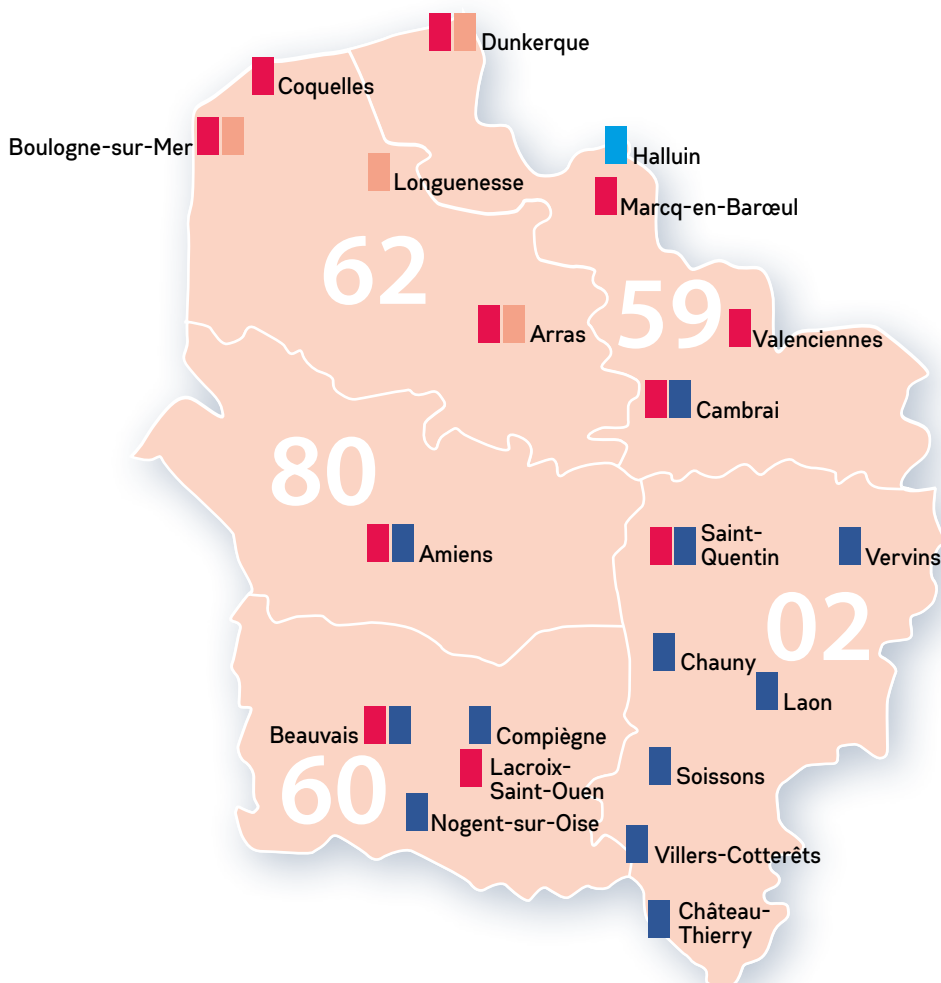 Dunkerque
Coquelles
Boulogne-sur-Mer
Halluin
Longuenesse
Marcq-en-Barœul
62
59
Arras
Valenciennes
Cambrai
80
Amiens
Saint-
Quentin
Vervins
02
Chauny
Laon
Beauvais
Compiègne
Lacroix-
Saint-Ouen
60
Soissons
Nogent-sur-Oise
Villers-Cotterêts
Château-
Thierry